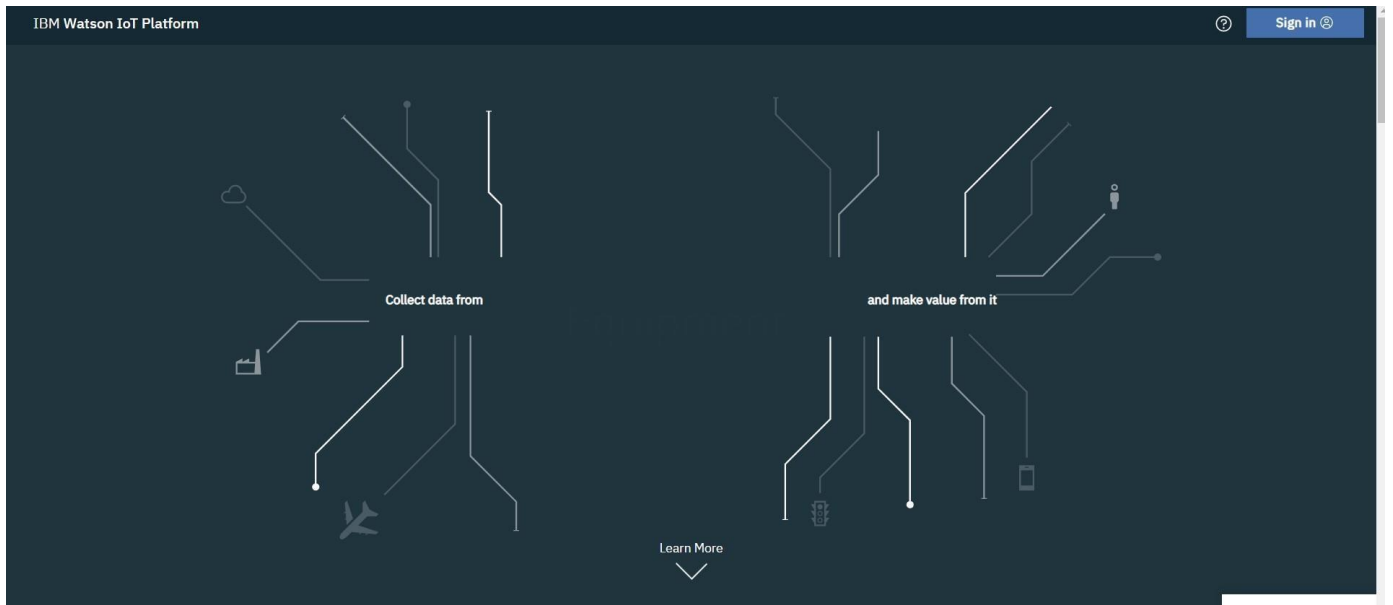 IBM Watson IoT Platform
Sign in
Collect data from
and make value from it
Learn More